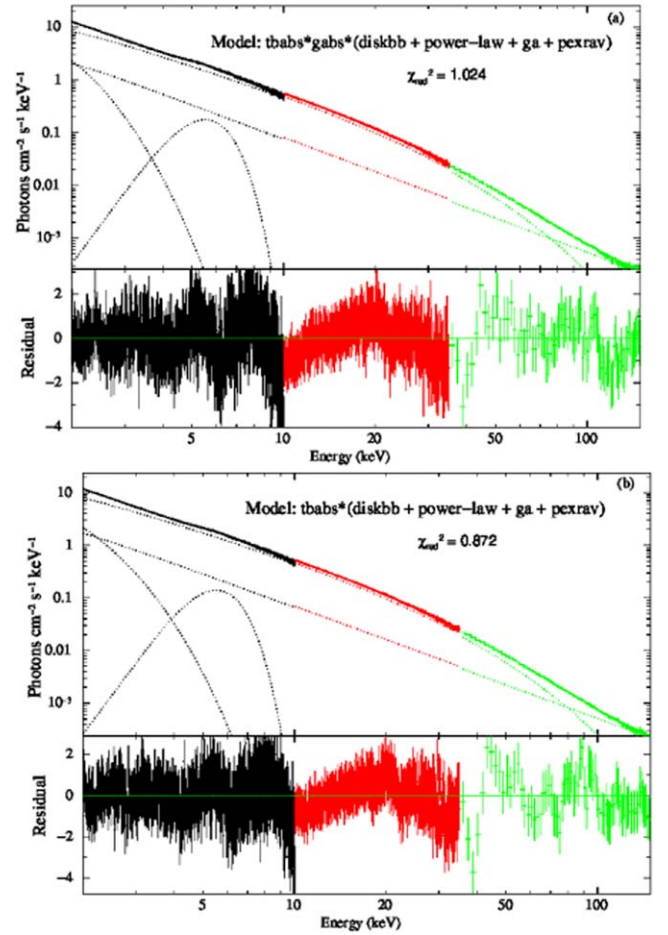 (a)
Model: tbabs*gabs*(diskbb + power-law + ga + pexrav)
χred² = 1.024
Photons cm⁻² s⁻¹ keV⁻¹
10
1
0.1
0.01
10⁻³
Residual
2
0
−2
−4
5
10
20
50
100
Energy (keV)
(b)
Model: tbabs*(diskbb + power-law + ga + pexrav)
χred² = 0.872
Photons cm⁻² s⁻¹ keV⁻¹
10
1
0.1
0.01
10⁻³
Residual
2
0
−2
−4
5
10
20
50
100
Energy (keV)